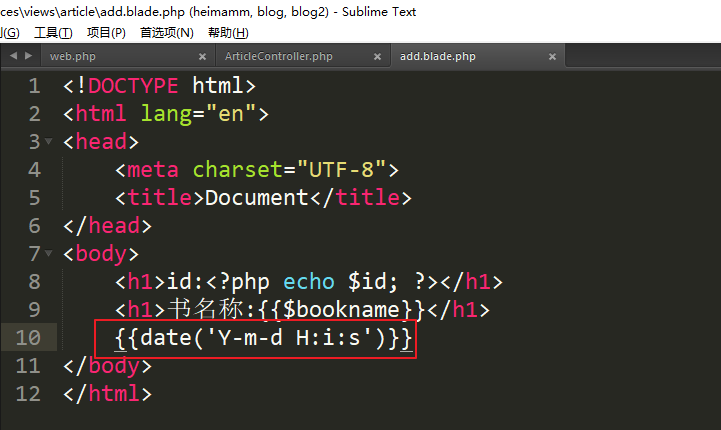 ces\views\article\add.blade.php (heimamm, blog, blog2) - Sublime Text
工具(T) 项目(P) 首选项(N) 帮助(H)
web.php × ArticleController.php × add.blade.php ×
1 <!DOCTYPE html>
2 <html lang="en">
3 <head>
4 <meta charset="UTF-8">
5 <title>Document</title>
6 </head>
7 <body>
8 <h1>id:<?php echo $id; ?></h1>
9 <h1>书名称:{{$bookname}}</h1>
10 {{date('Y-m-d H:i:s')}}
11 </body>
12 </html>